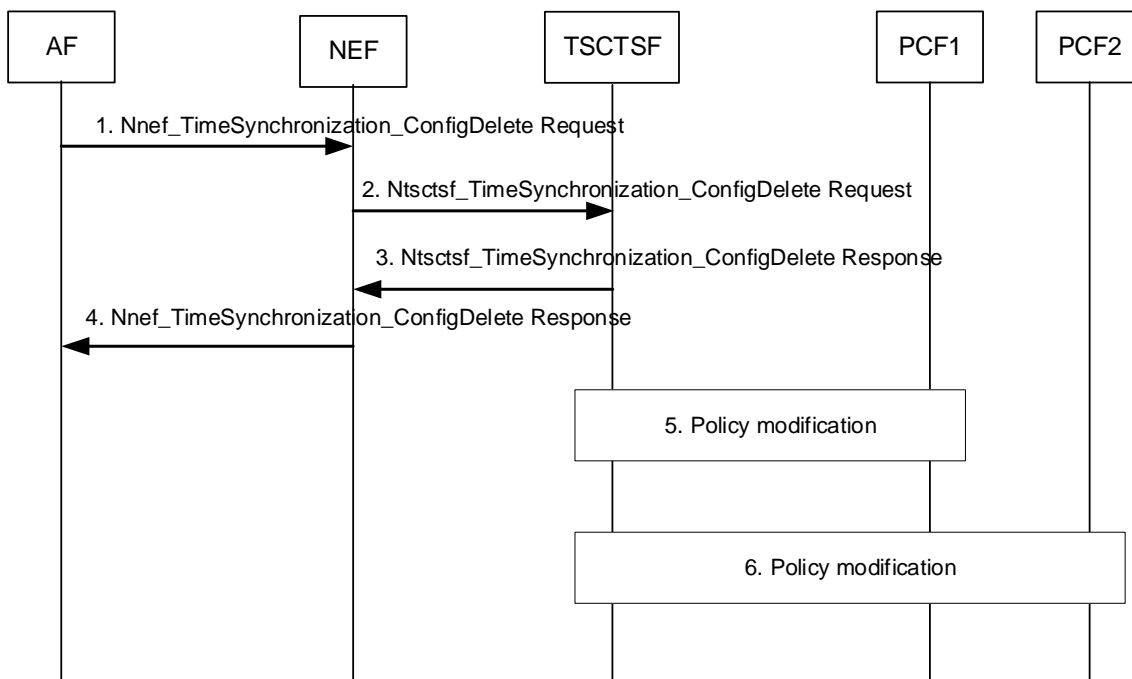 AF
NEF
TSCTSF
PCF1
PCF2
1. Nnef_TimeSynchronization_ConfigDelete Request
2. Ntsctsf_TimeSynchronization_ConfigDelete Request
3. Ntsctsf_TimeSynchronization_ConfigDelete Response
4. Nnef_TimeSynchronization_ConfigDelete Response
5. Policy modification
6. Policy modification